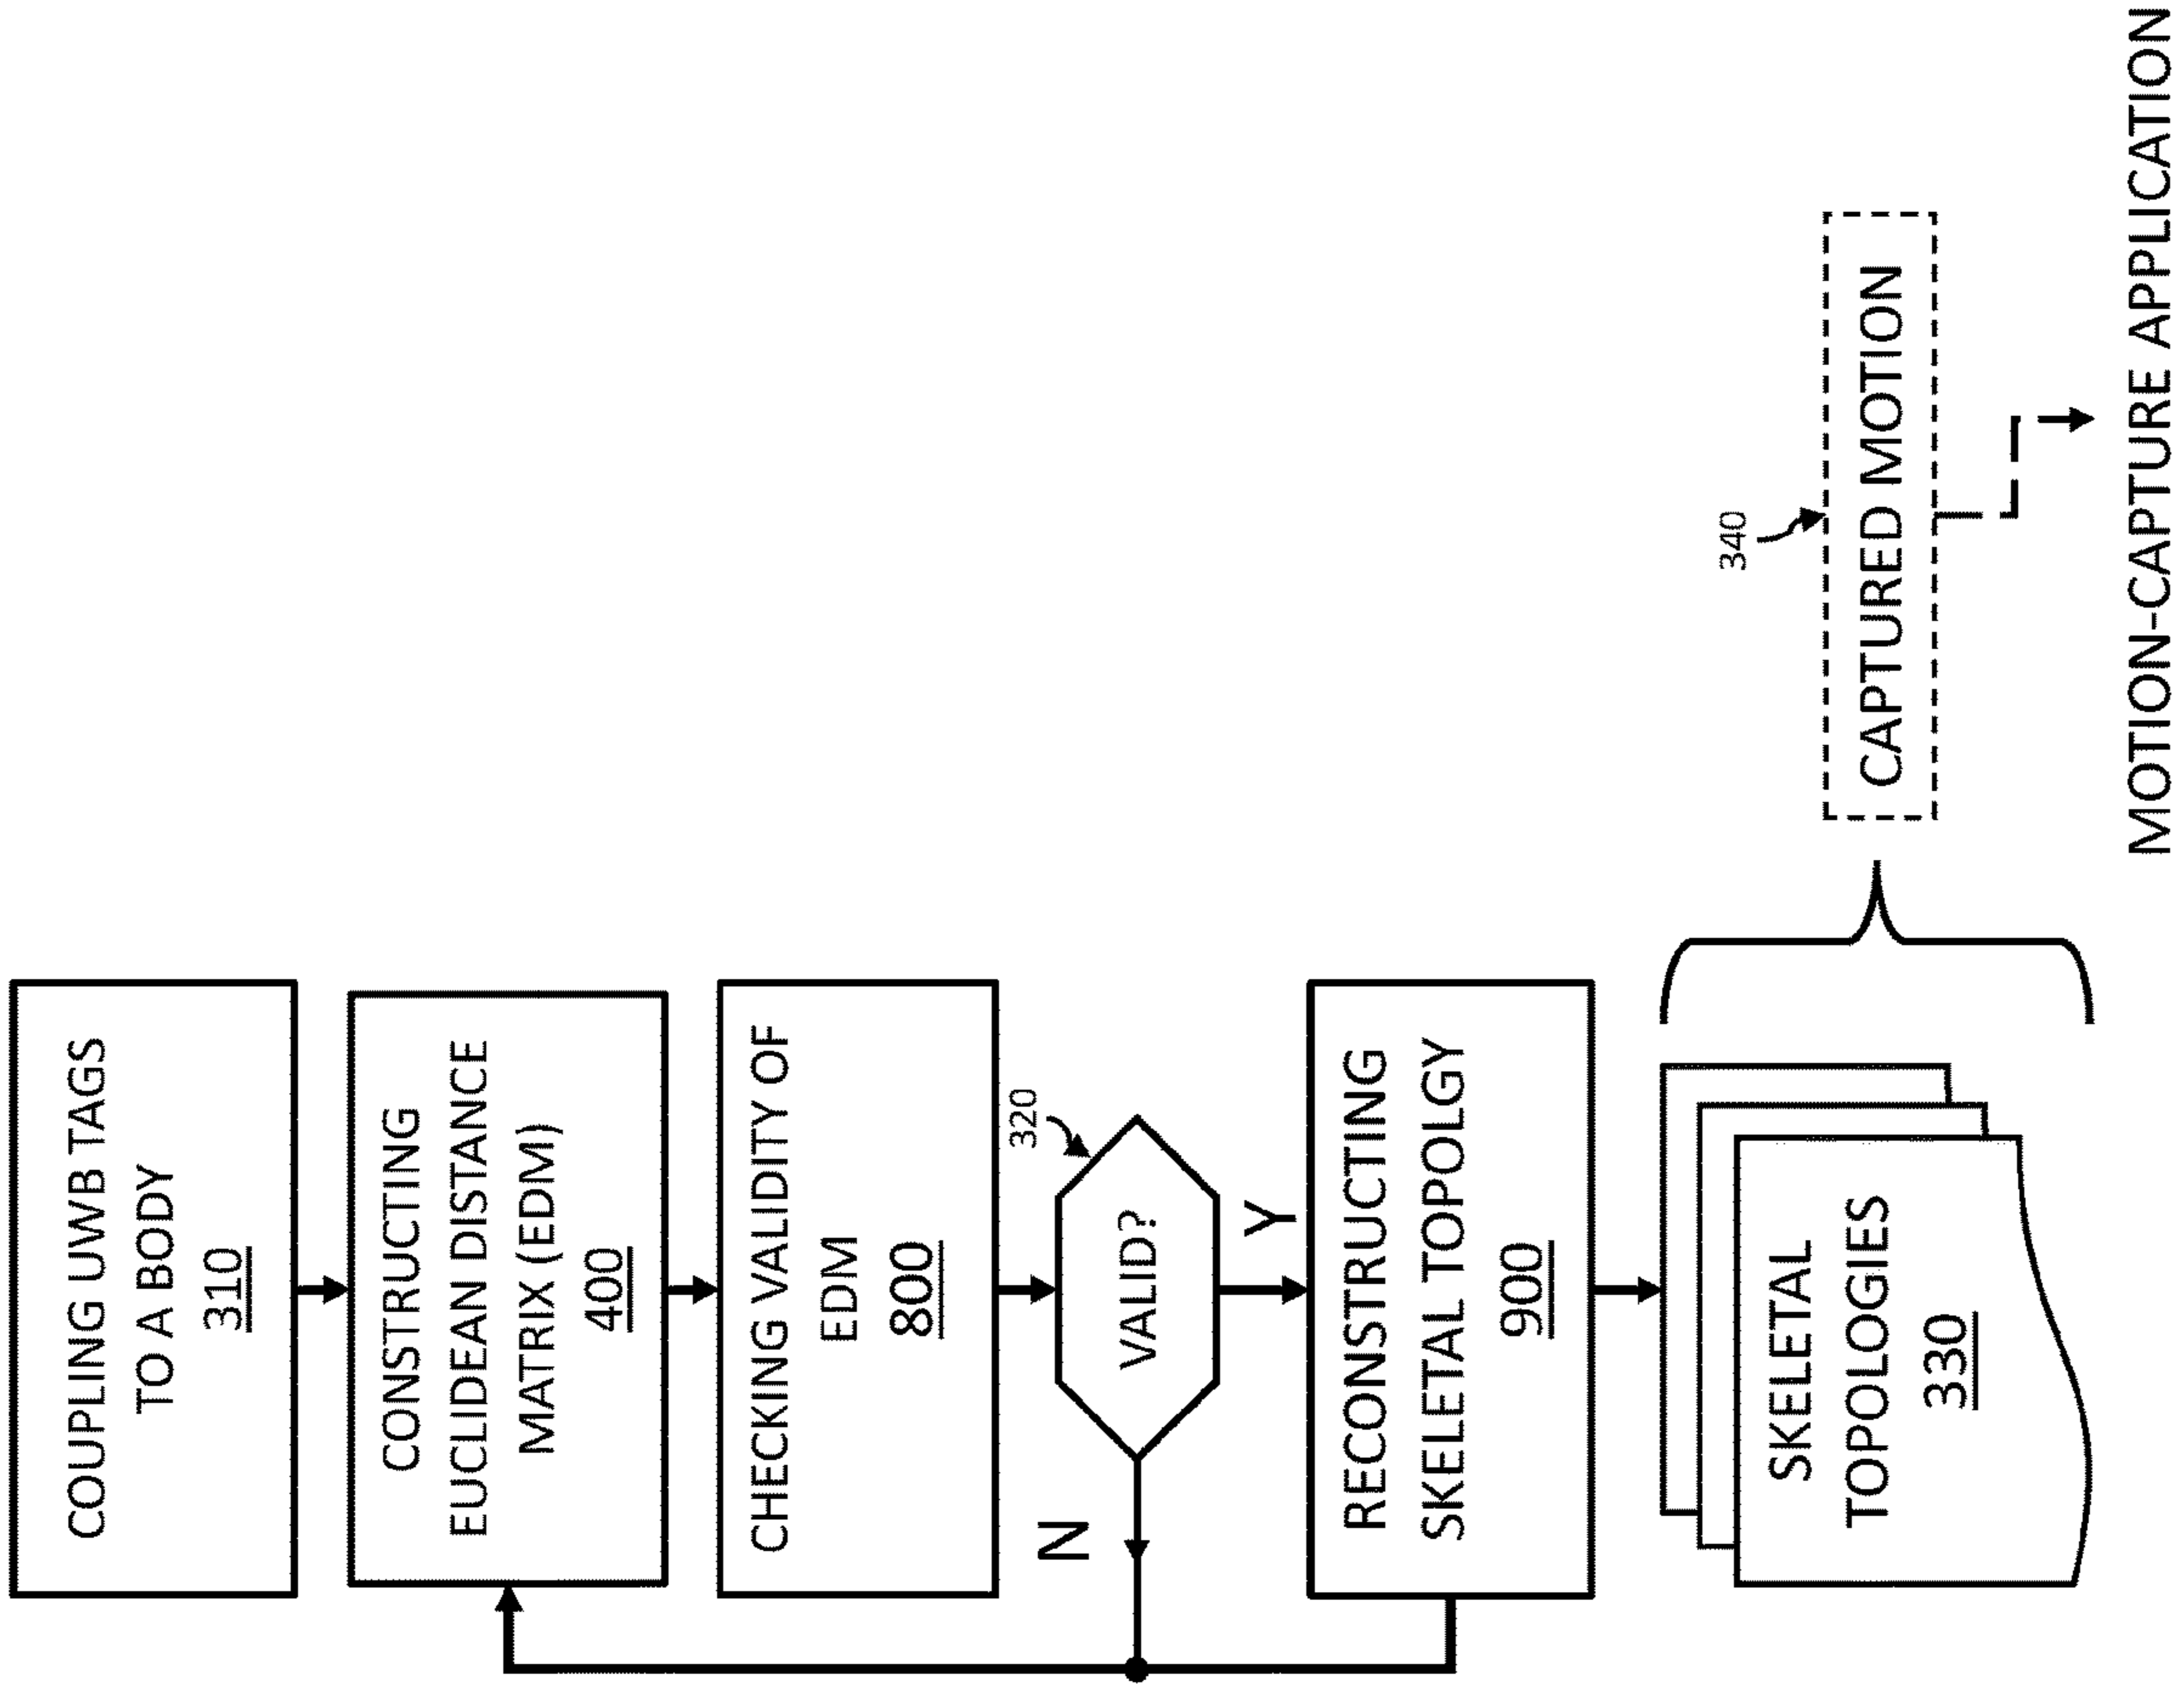 COUPLING UWB TAGS
TO A BODY
310
CONSTRUCTING
EUCLIDEAN DISTANCE
MATRIX (EDM)
400
CHECKING VALIDITY OF
EDM
800
320
VALID?
N
Y
RECONSTRUCTING
SKELETAL TOPOLGY
900
SKELETAL
TOPOLOGIES
330
340
CAPTURED MOTION
MOTION-CAPTURE APPLICATION